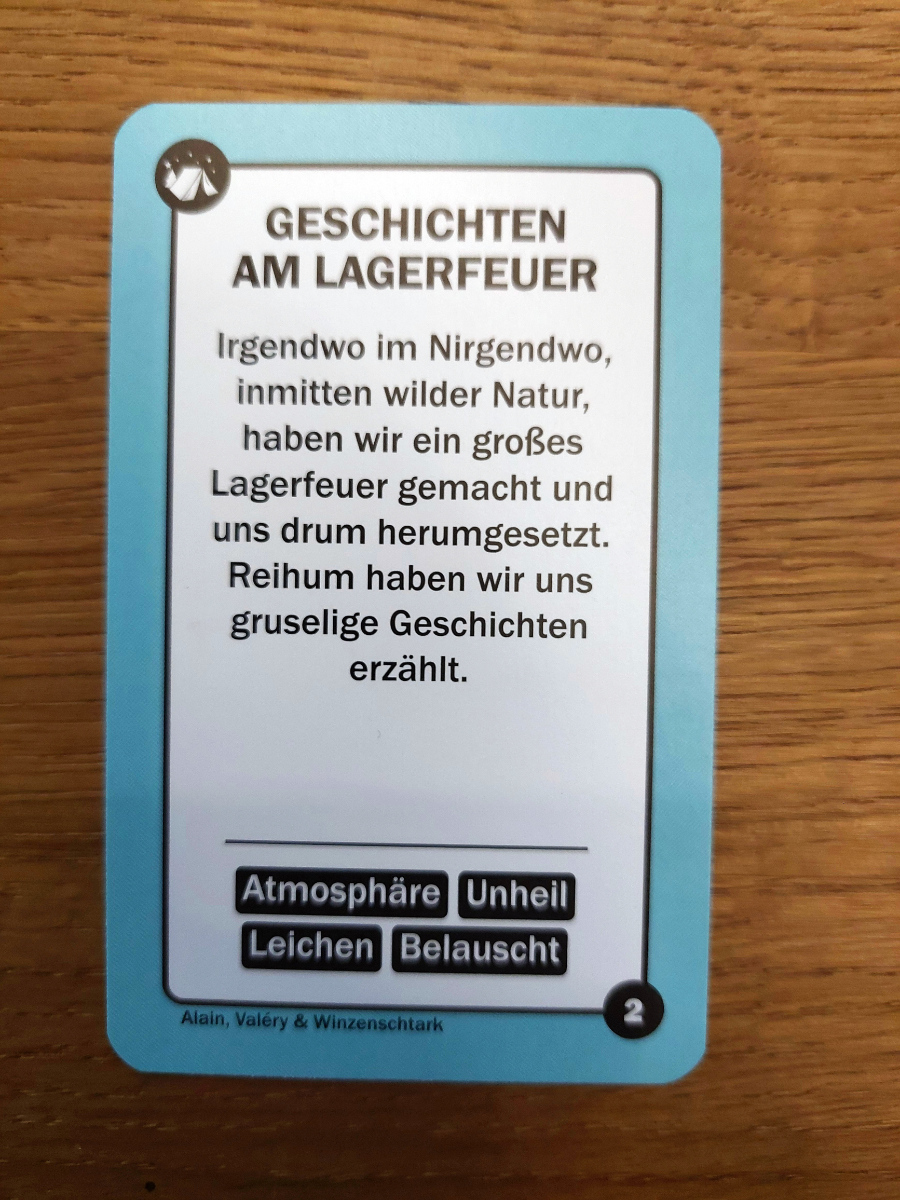 GESCHICHTEN
AM LAGERFEUER
Irgendwo im Nirgendwo,
inmitten wilder Natur,
haben wir ein großes
Lagerfeuer gemacht und
uns drum herumgesetzt.
Reihum haben wir uns
gruselige Geschichten
erzählt.
Atmosphäre Unheil
Leichen Belauscht
2
Alain, Valéry & Winzenschtark